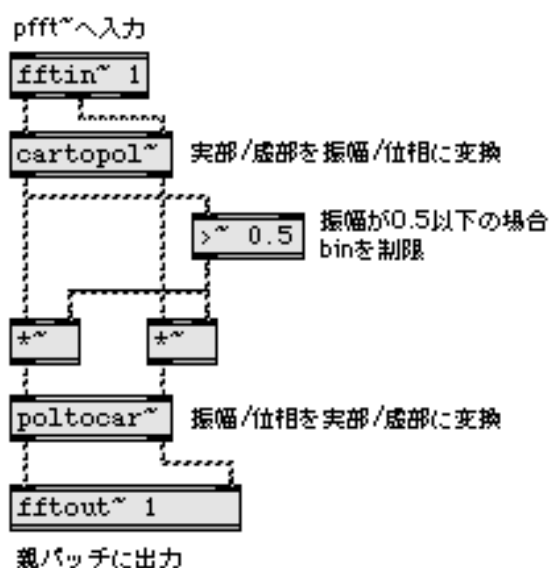 pfft~へ入力
fftin~ 1
cartopol~
実部/虚部を振幅/位相に変換
>~ 0.5
振幅が0.5以下の場合
binを制限
*~
*~
poltocar~
振幅/位相を実部/虚部に変換
fftout~ 1
親パッチに出力